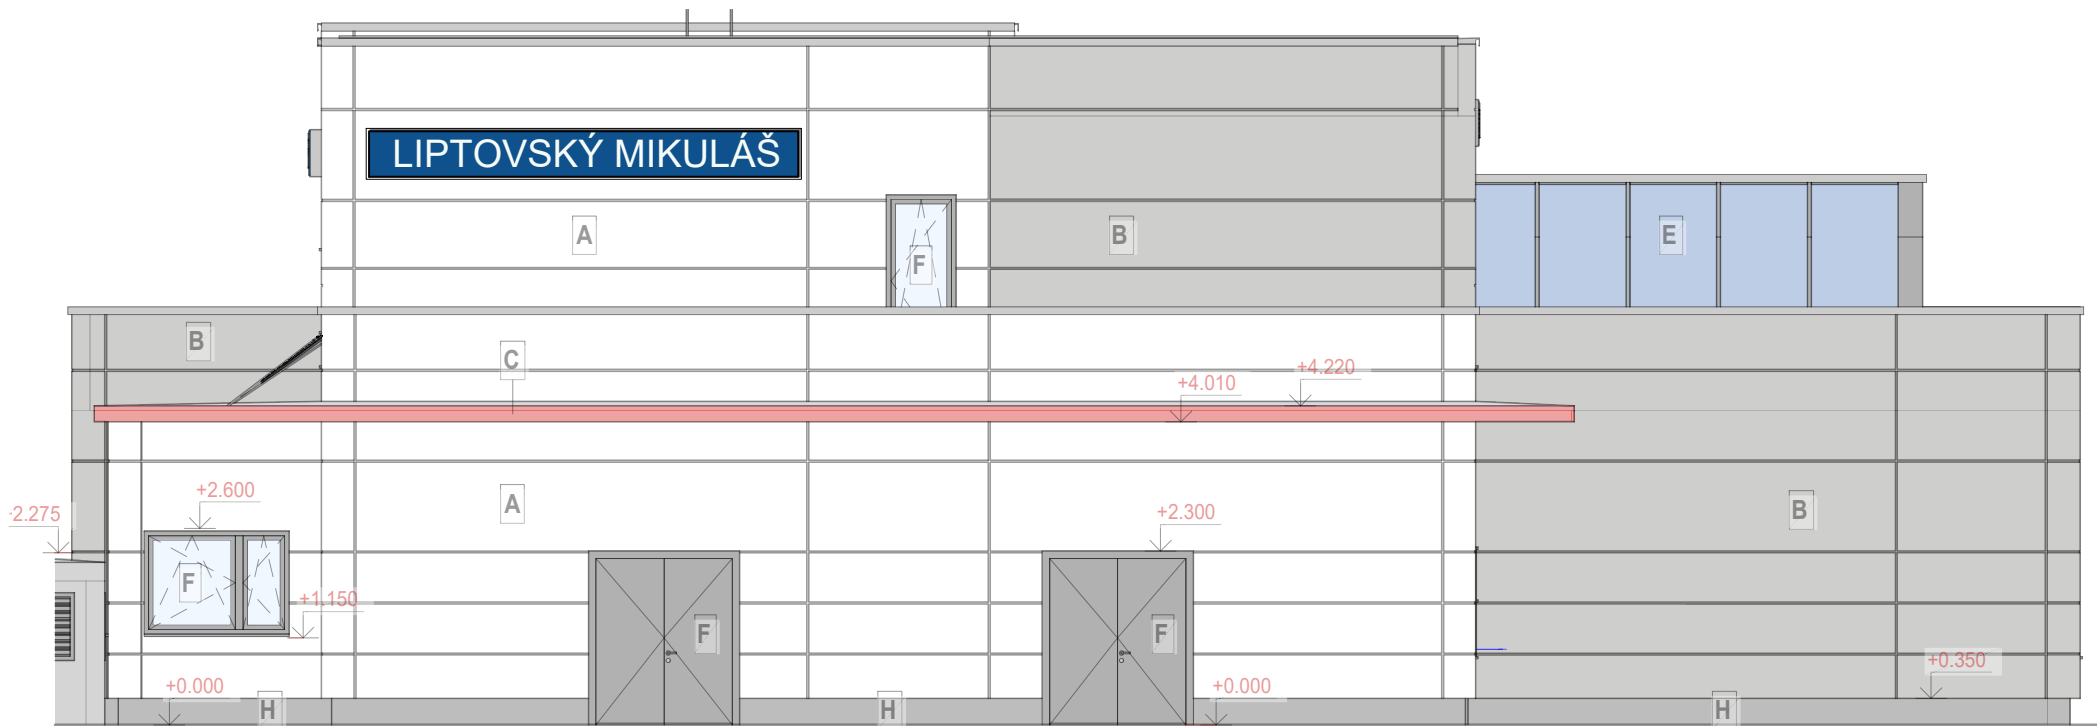 LIPTOVSKÝ MIKULÁŠ
A
B
E
F
B
C
+4.220
+4.010
+2.600
A
+2.300
B
-2.275
F
+1.150
F
F
+0.000
+0.000
+0.350
H
H
H